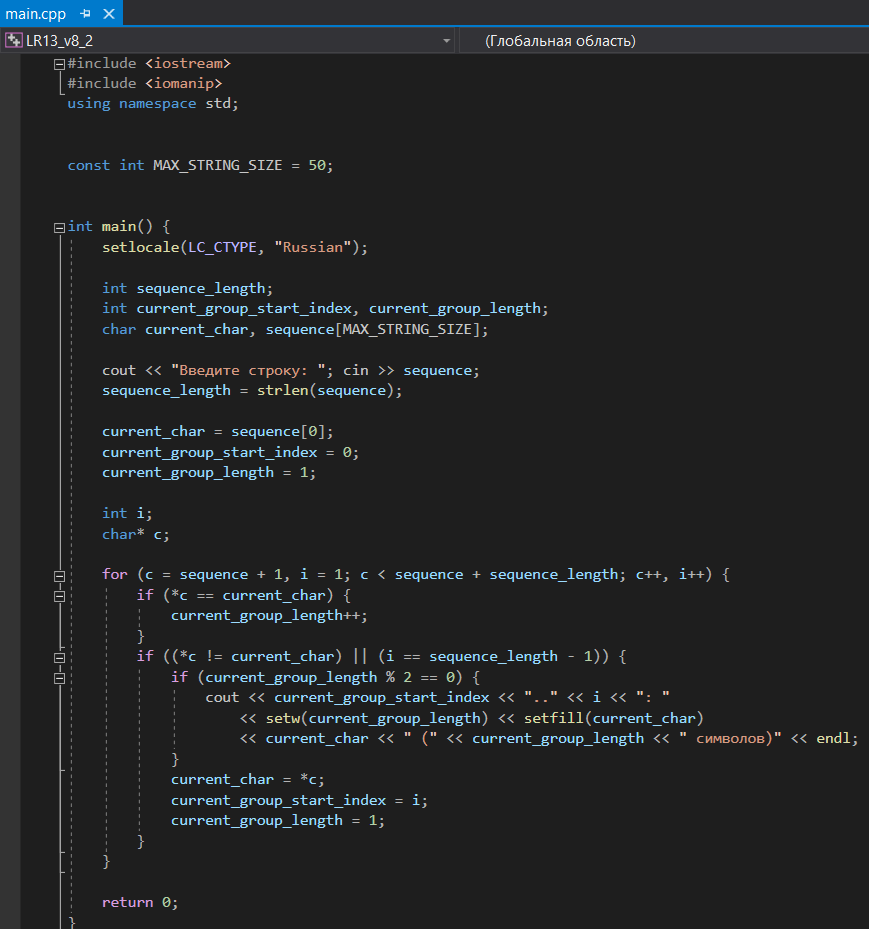 main.cpp
LR13_v8_2 (Глобальная область)
#include <iostream>
#include <iomanip>
using namespace std;
const int MAX_STRING_SIZE = 50;
int main() {
setlocale(LC_CTYPE, "Russian");
int sequence_length;
int current_group_start_index, current_group_length;
char current_char, sequence[MAX_STRING_SIZE];
cout << "Введите строку: "; cin >> sequence;
sequence_length = strlen(sequence);
current_char = sequence[0];
current_group_start_index = 0;
current_group_length = 1;
int i;
char* c;
for (c = sequence + 1, i = 1; c < sequence + sequence_length; c++, i++) {
if (*c == current_char) {
current_group_length++;
}
if ((*c != current_char) || (i == sequence_length - 1)) {
if (current_group_length % 2 == 0) {
cout << current_group_start_index << ".." << i << ": "
<< setw(current_group_length) << setfill(current_char)
<< current_char << " (" << current_group_length << " символов)" << endl;
}
current_char = *c;
current_group_start_index = i;
current_group_length = 1;
}
}
return 0;
}